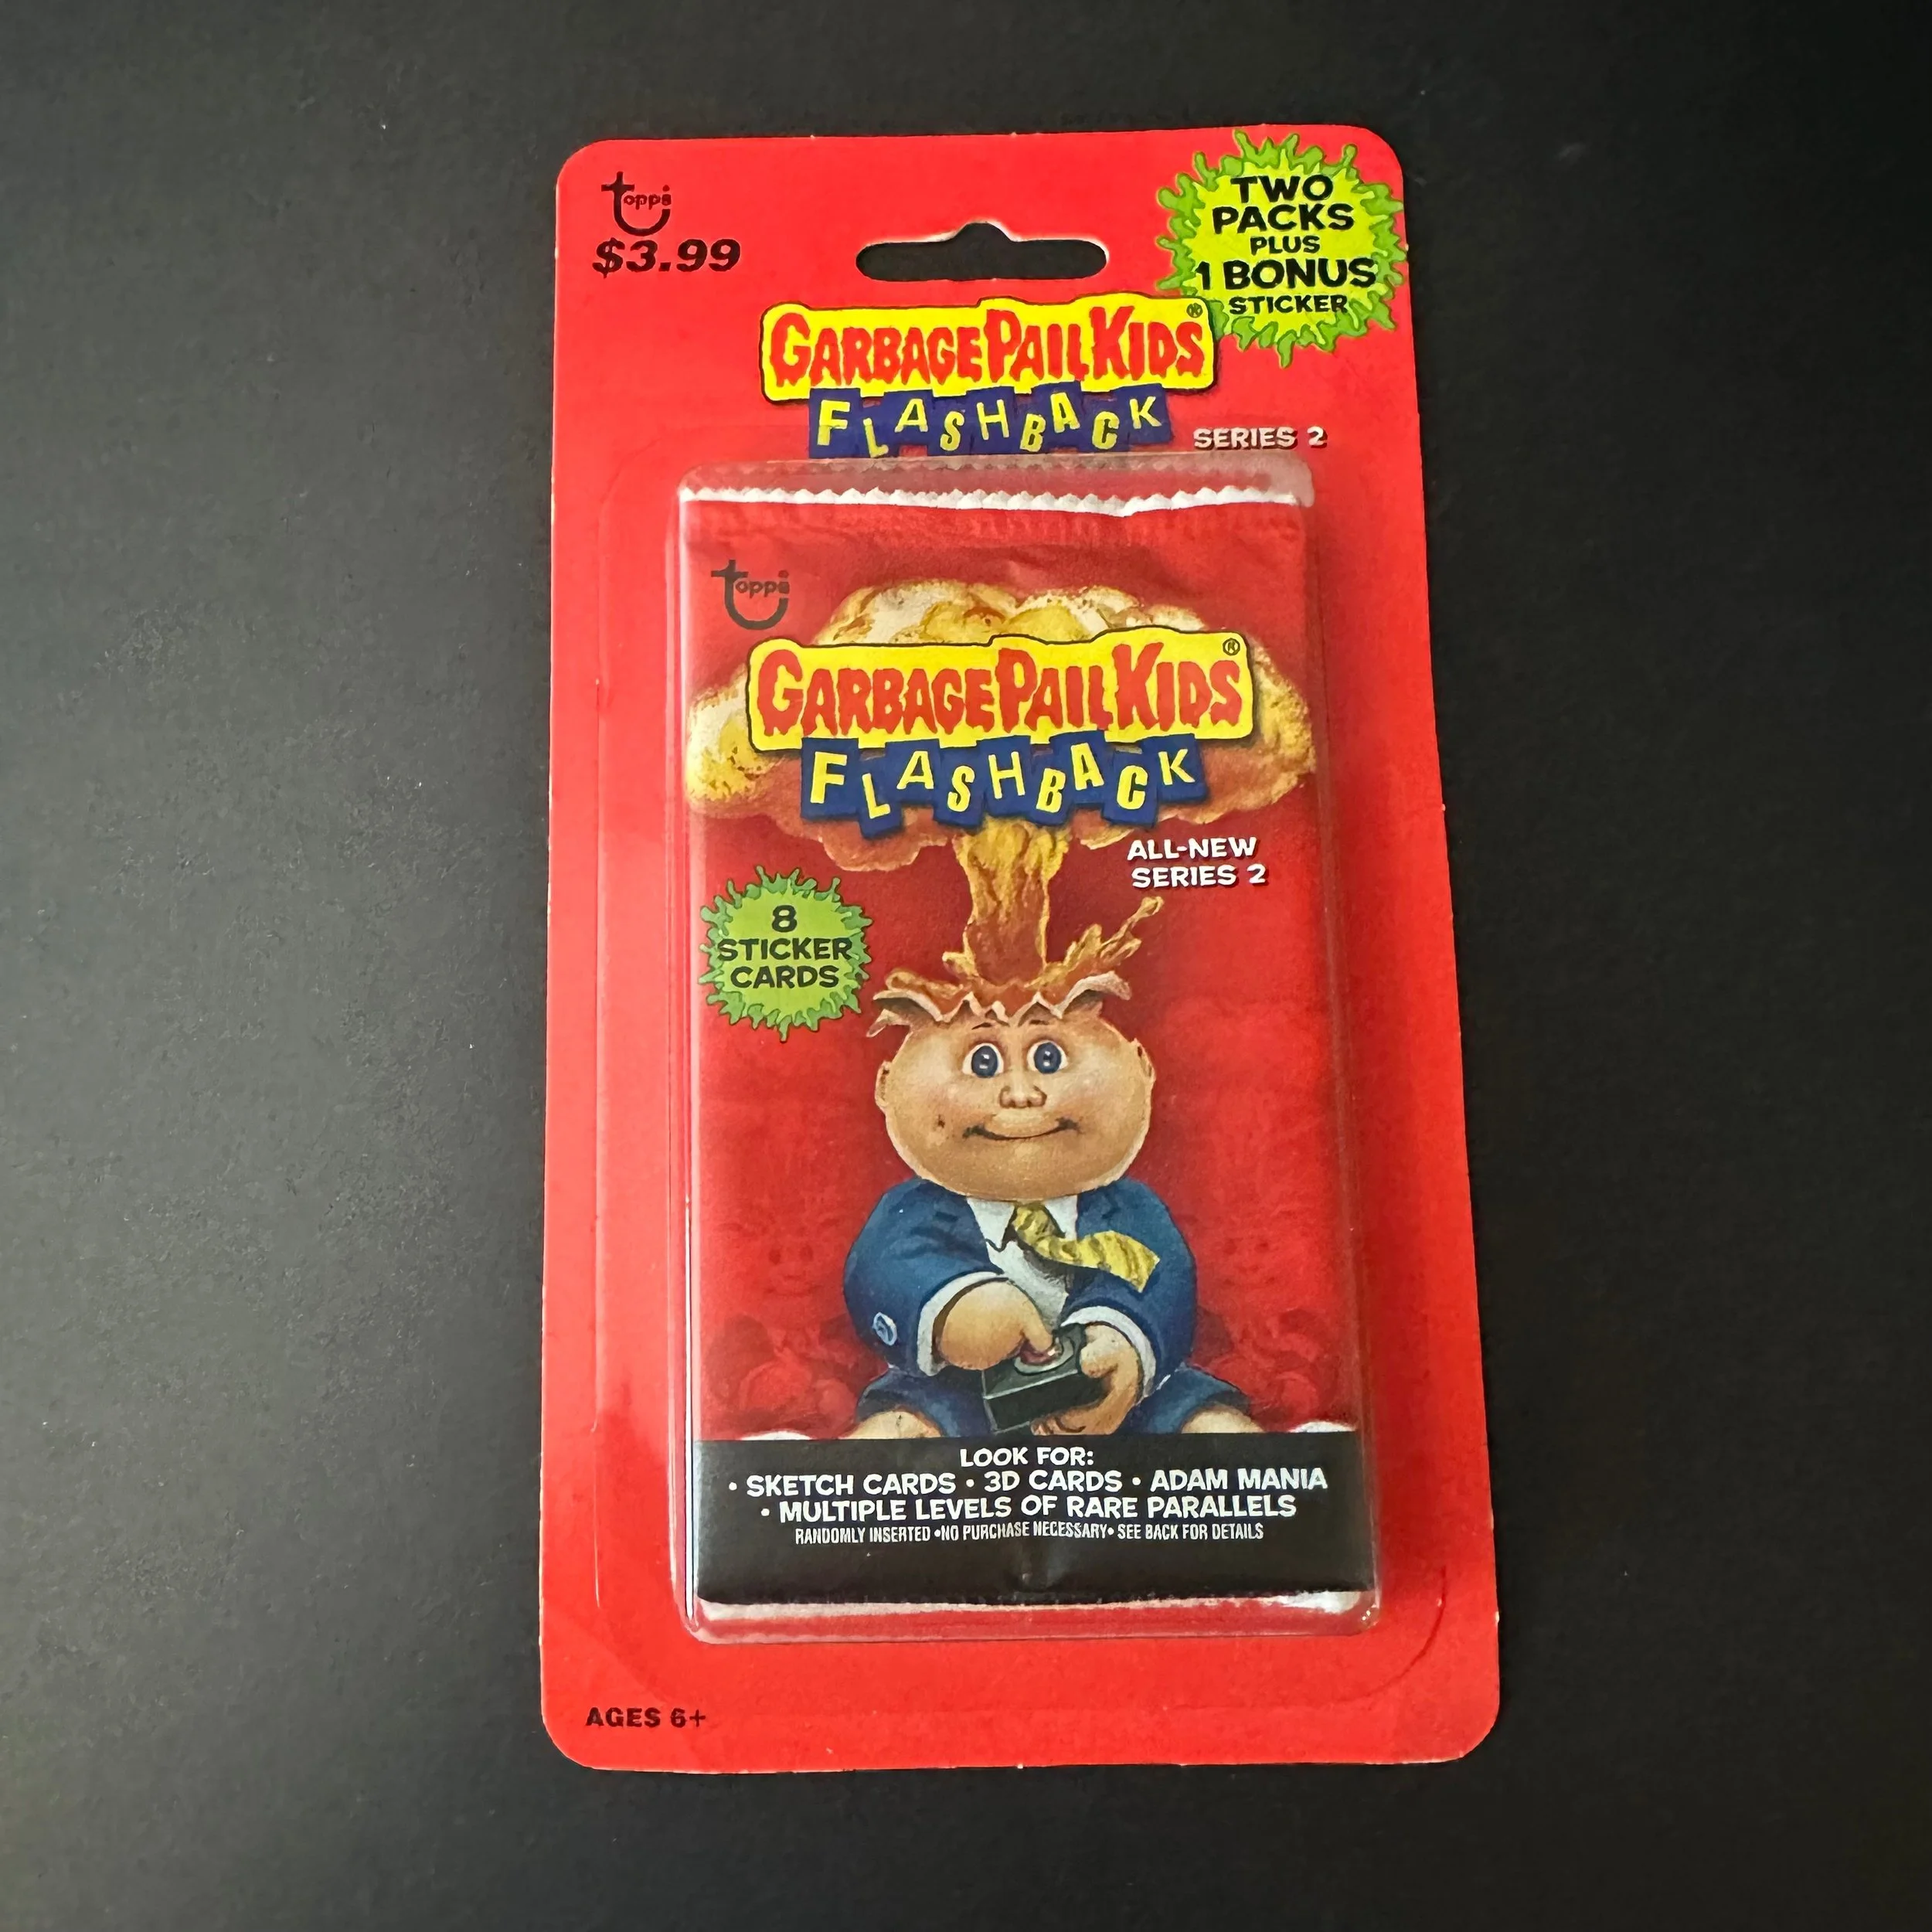 topps
$3.99
TWO
PACKS
PLUS
1 BONUS
STICKER
GARBAGE PAIL KIDS®
FLASHBACK
SERIES 2
topps®
GARBAGE PAIL KIDS®
FLASHBACK
ALL-NEW
SERIES 2
8
STICKER
CARDS
LOOK FOR:
• SKETCH CARDS • 3D CARDS • ADAM MANIA
• MULTIPLE LEVELS OF RARE PARALLELS
RANDOMLY INSERTED •NO PURCHASE NECESSARY• SEE BACK FOR DETAILS
AGES 6+